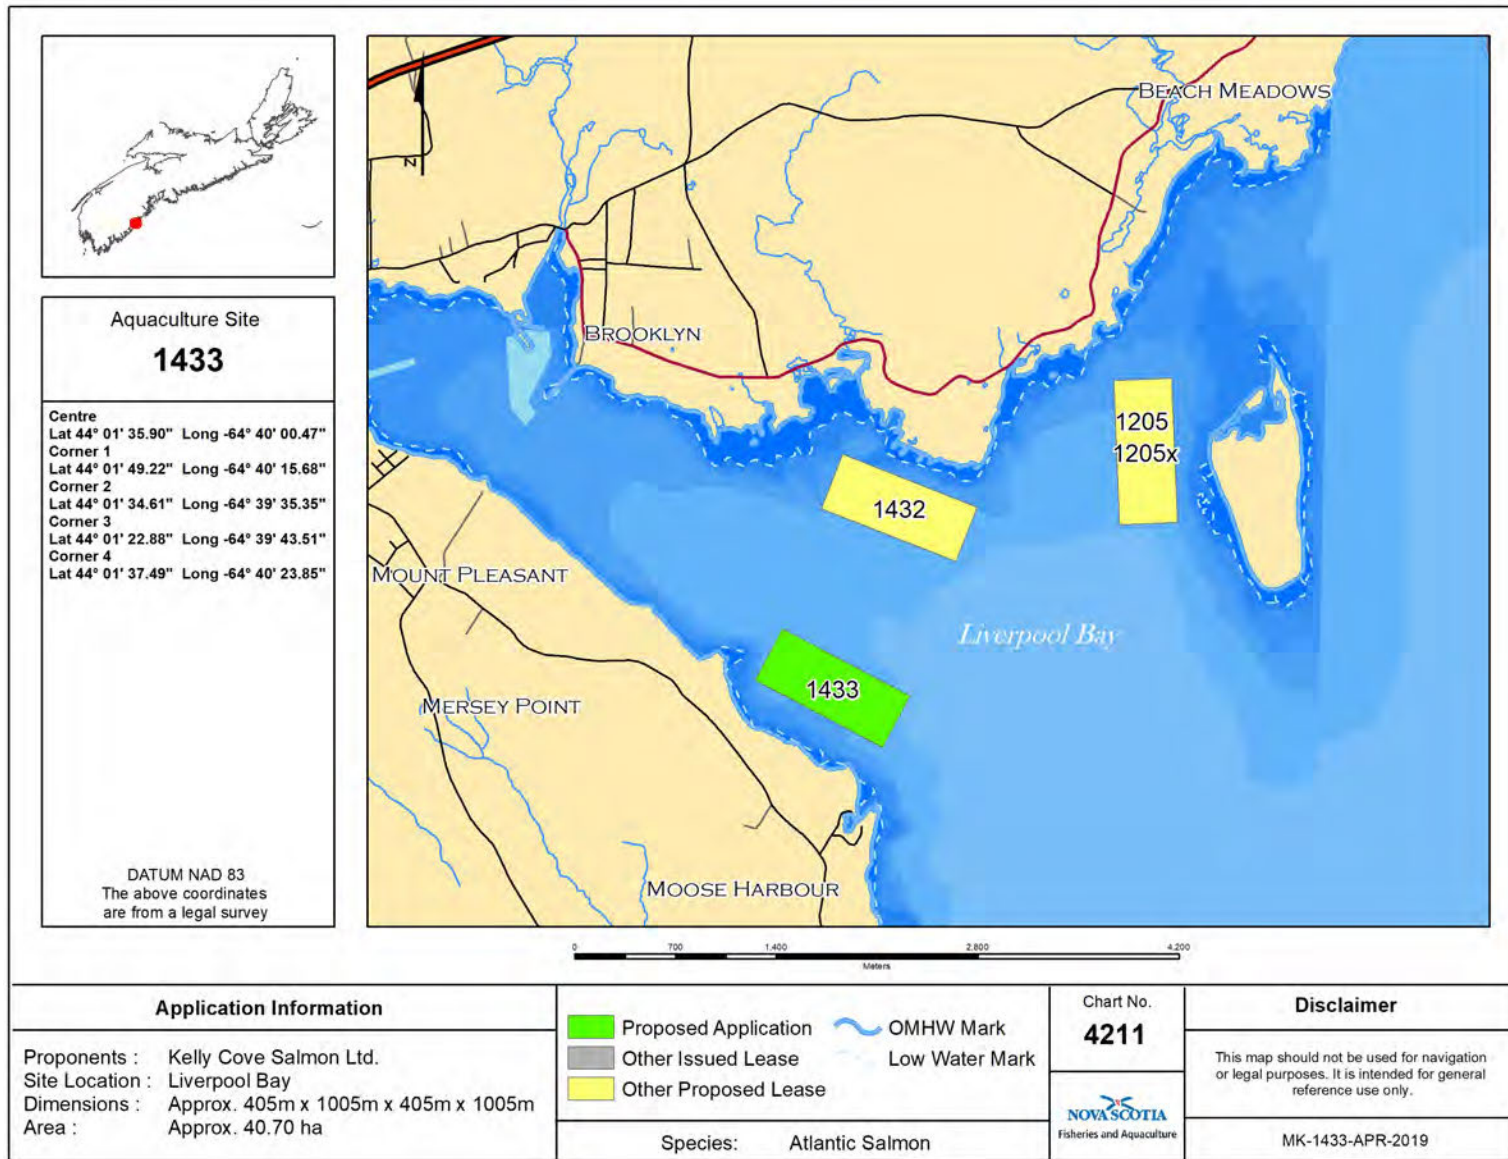 Aquaculture Site
1433
Centre
Lat 44° 01' 35.90" Long -64° 40' 00.47"
Corner 1
Lat 44° 01' 49.22" Long -64° 40' 15.68"
Corner 2
Lat 44° 01' 34.61" Long -64° 39' 35.35"
Corner 3
Lat 44° 01' 22.88" Long -64° 39' 43.51"
Corner 4
Lat 44° 01' 37.49" Long -64° 40' 23.85"
DATUM NAD 83
The above coordinates
are from a legal survey
N
BEACH MEADOWS
BROOKLYN
1205
1205x
1432
MOUNT PLEASANT
Liverpool Bay
1433
MERSEY POINT
MOOSE HARBOUR
0 700 1,400 2,800 4,200
Meters
Application Information
Proponents : Kelly Cove Salmon Ltd.
Site Location : Liverpool Bay
Dimensions : Approx. 405m x 1005m x 405m x 1005m
Area : Approx. 40.70 ha
Proposed Application
OMHW Mark
Other Issued Lease
Low Water Mark
Other Proposed Lease
Species: Atlantic Salmon
Chart No.
4211
NOVA SCOTIA
Fisheries and Aquaculture
Disclaimer
This map should not be used for navigation
or legal purposes. It is intended for general
reference use only.
MK-1433-APR-2019